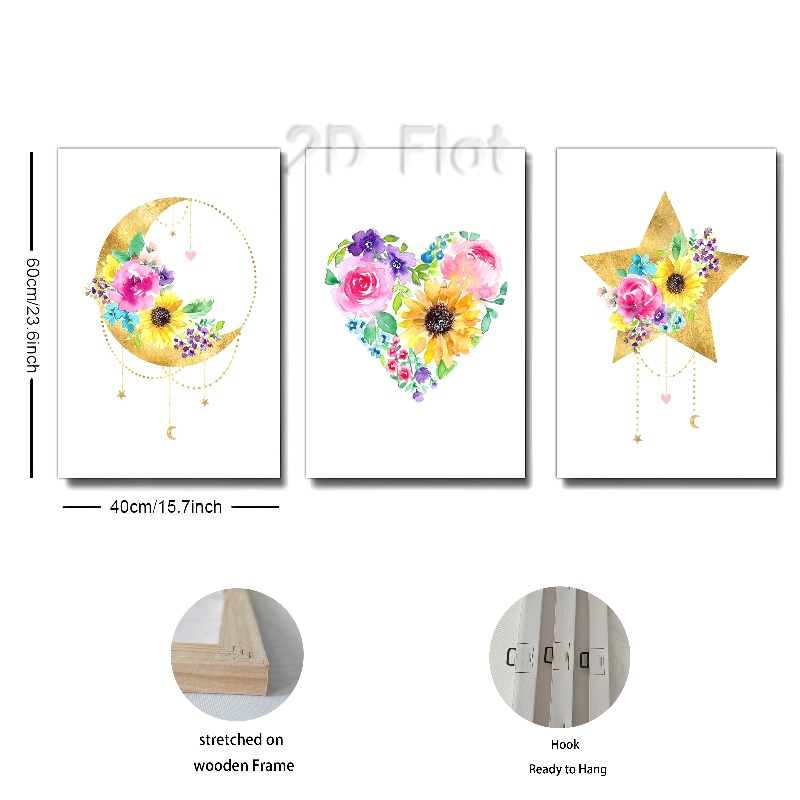 2D Flat
60cm/23.6inch
40cm/15.7inch
stretched on
wooden Frame
Hook
Ready to Hang